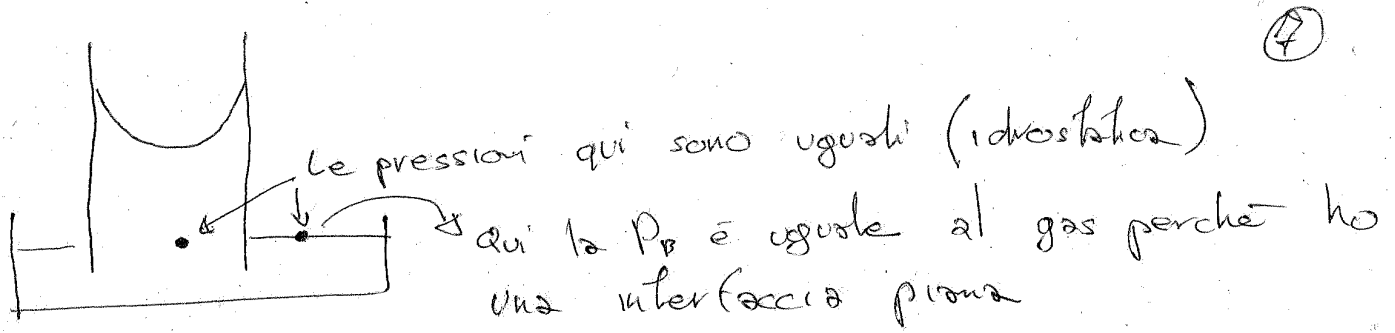 7
Le pressioni qui sono uguali (idrostatica)
Qui la P_B è uguale al gas perché ho
una interfaccia piana